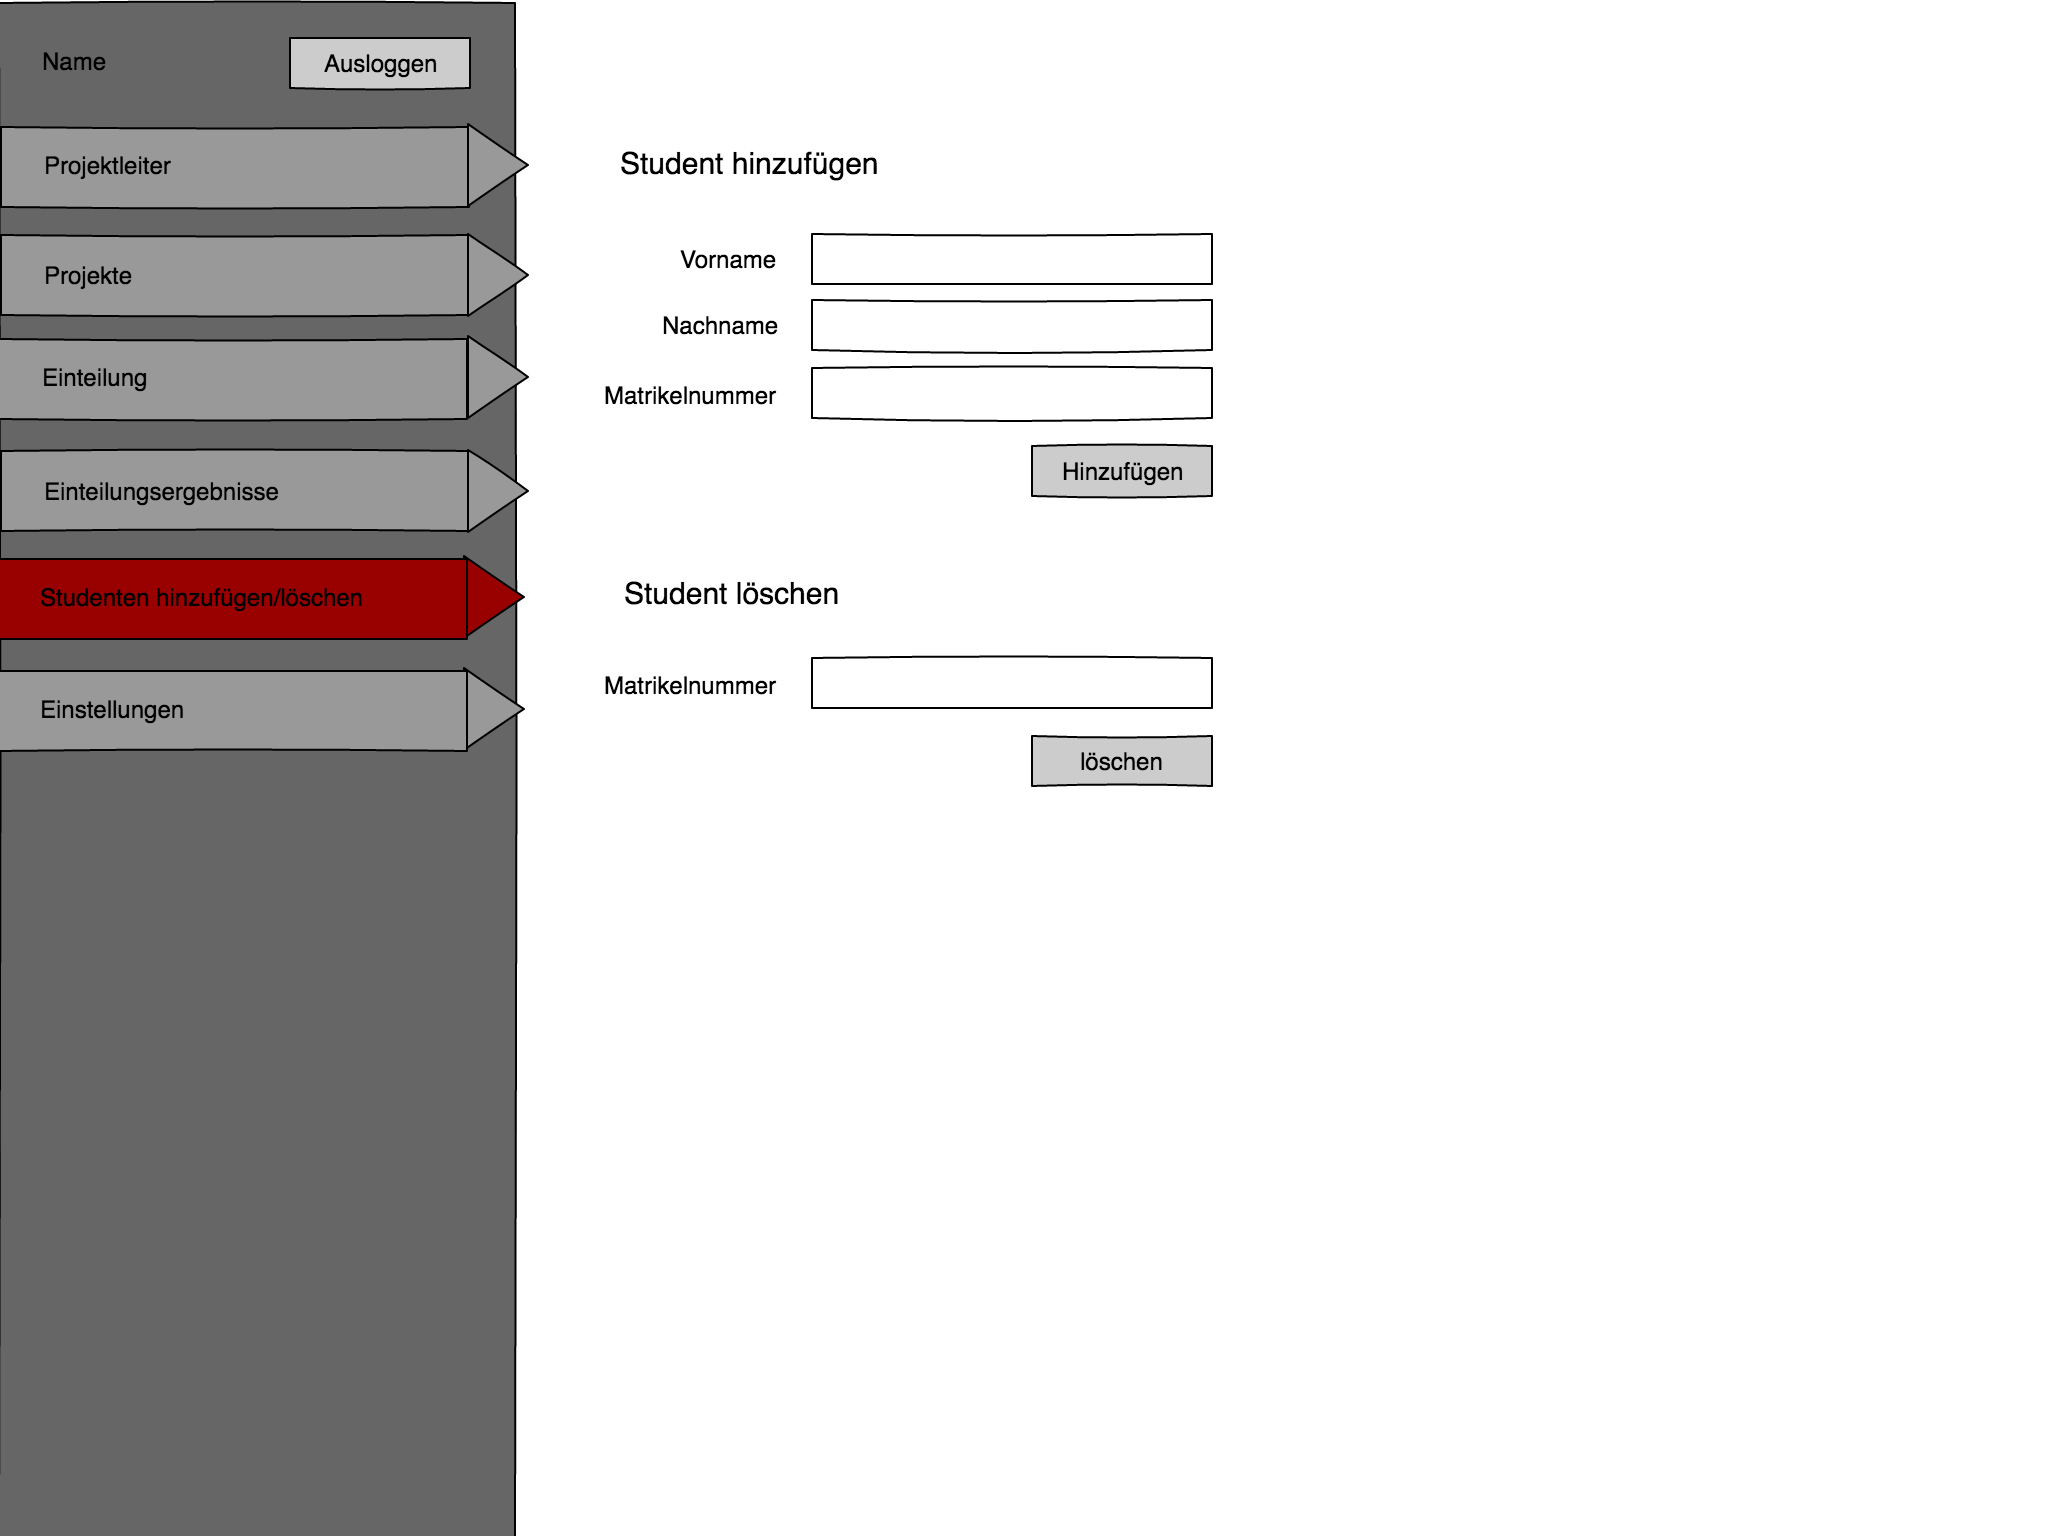 Name
Ausloggen
Projektleiter
Projekte
Einteilung
Einteilungsergebnisse
Studenten hinzufügen/löschen
Einstellungen
Student hinzufügen
Vorname
Nachname
Matrikelnummer
Hinzufügen
Student löschen
Matrikelnummer
löschen